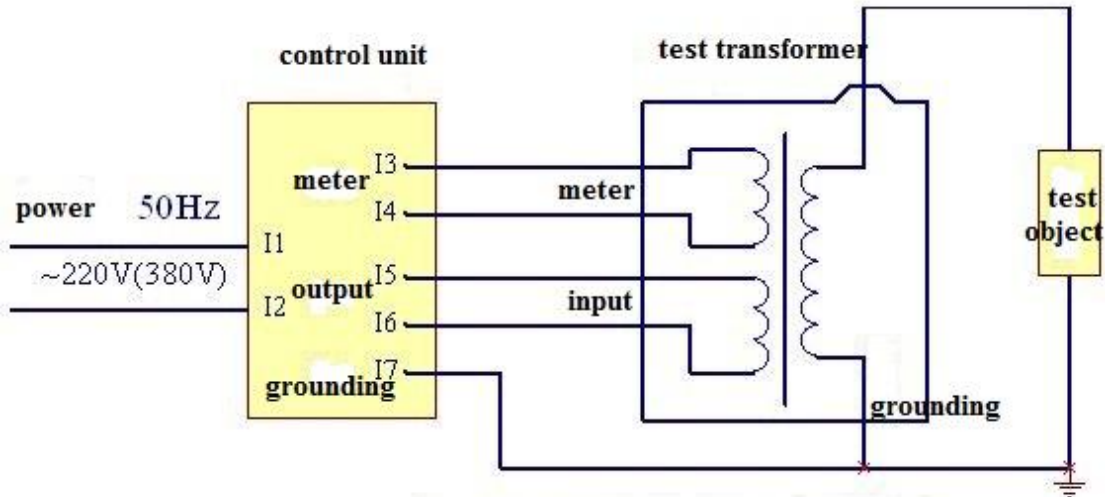 control unit
test transformer
I3
meter
meter
I4
power 50Hz
I1
test
object
~220V(380V)
I5
output
I2
input
I6
I7
grounding
grounding